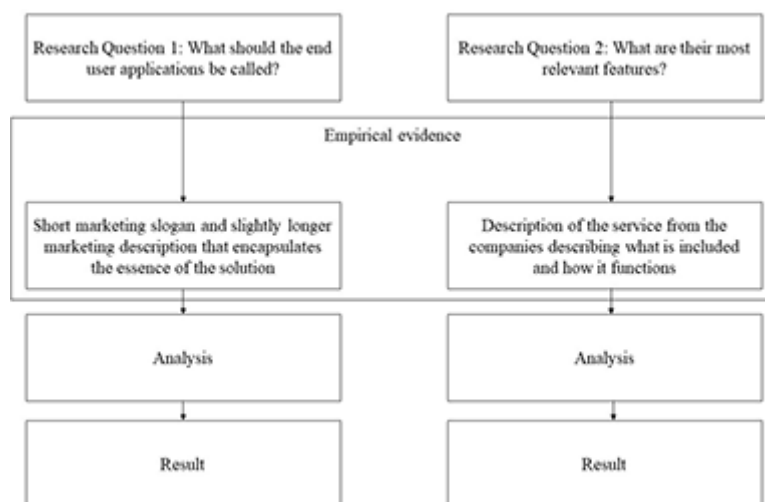 Research Question 1: What should the end
user applications be called?
Research Question 2: What are their most
relevant features?
Empirical evidence
Short marketing slogan and slightly longer
marketing description that encapsulates
the essence of the solution
Description of the service from the
companies describing what is included
and how it functions
Analysis
Analysis
Result
Result